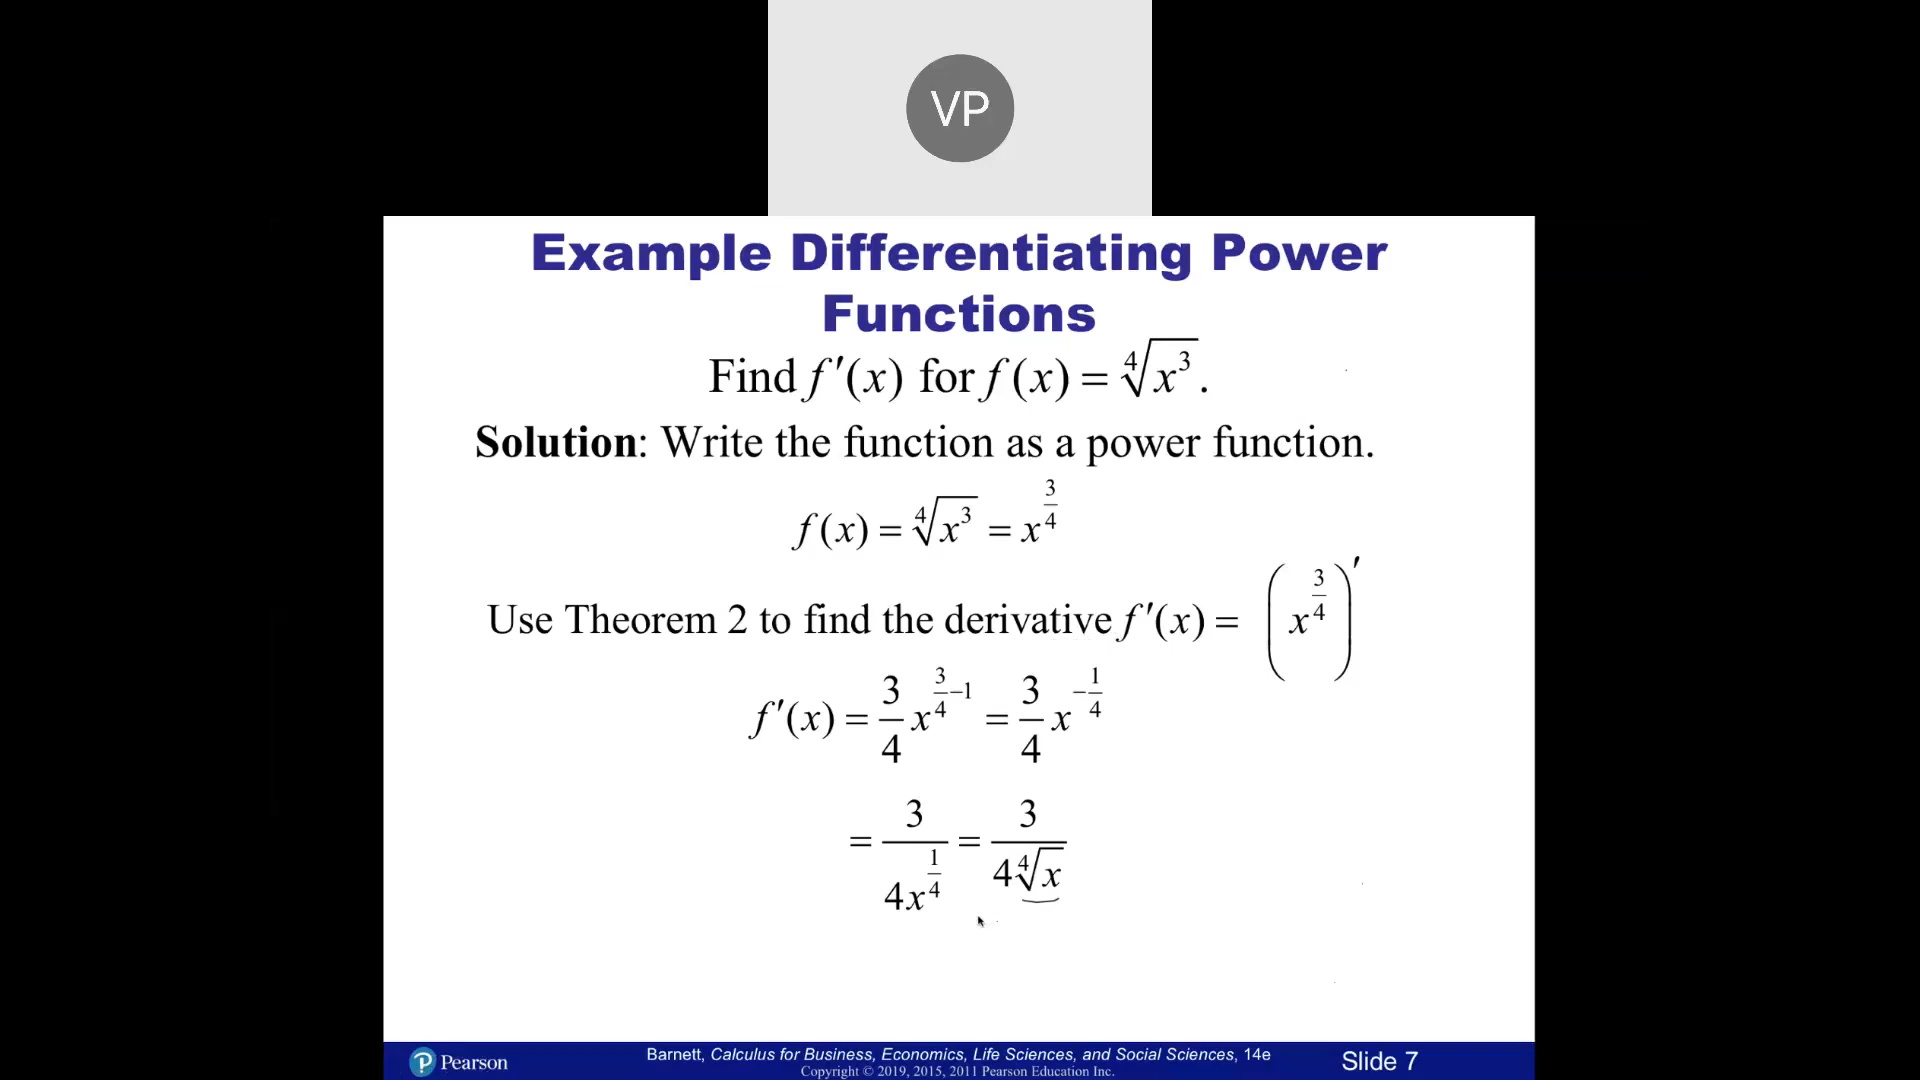 VP
Example Differentiating Power
Functions
Find f′(x) for f(x) = ∜x³.
Solution: Write the function as a power function.
f(x) = ∜x³ = x^(3/4)
Use Theorem 2 to find the derivative f′(x) = (x^(3/4))′
f′(x) = 3/4 x^(3/4 −1) = 3/4 x^(−1/4)
= 3/(4x^(1/4)) = 3/(4∜x)
Pearson
Barnett, Calculus for Business, Economics, Life Sciences, and Social Sciences, 14e
Copyright © 2019, 2015, 2011 Pearson Education Inc.
Slide 7